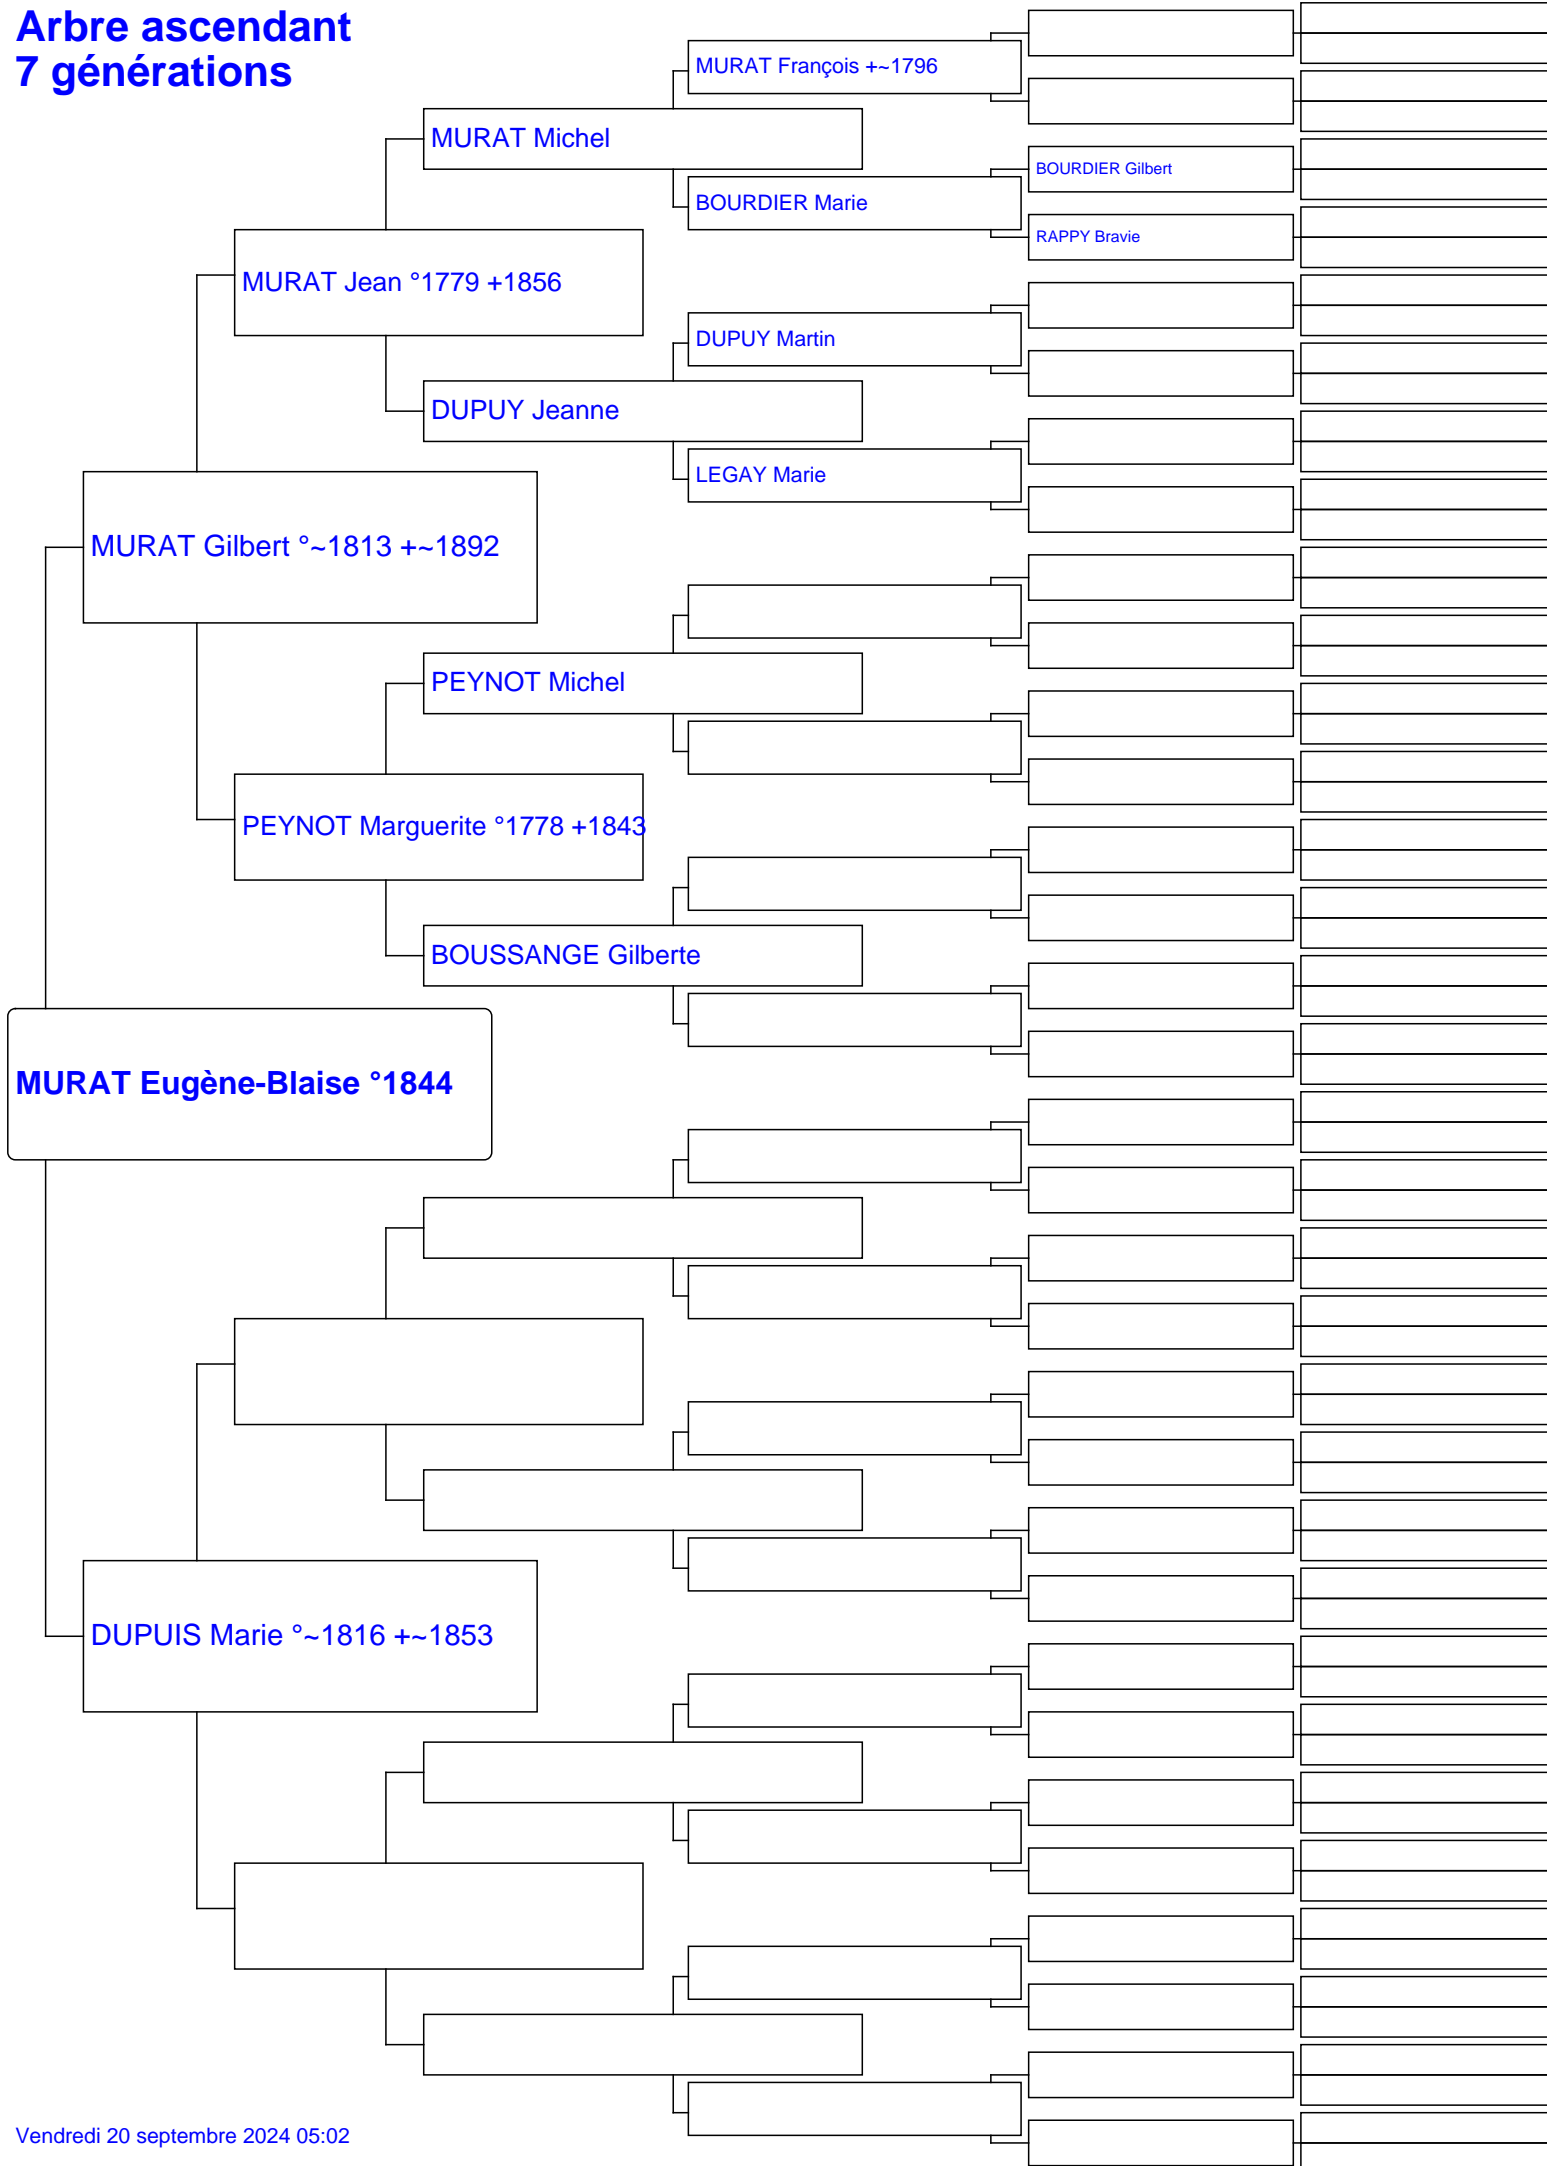 Arbre ascendant
7 générations
MURAT François +~1796
MURAT Michel
BOURDIER Gilbert
BOURDIER Marie
RAPPY Bravie
MURAT Jean °1779 +1856
DUPUY Martin
DUPUY Jeanne
LEGAY Marie
MURAT Gilbert °~1813 +~1892
PEYNOT Michel
PEYNOT Marguerite °1778 +1843
BOUSSANGE Gilberte
MURAT Eugène-Blaise °1844
DUPUIS Marie °~1816 +~1853
Vendredi 20 septembre 2024 05:02